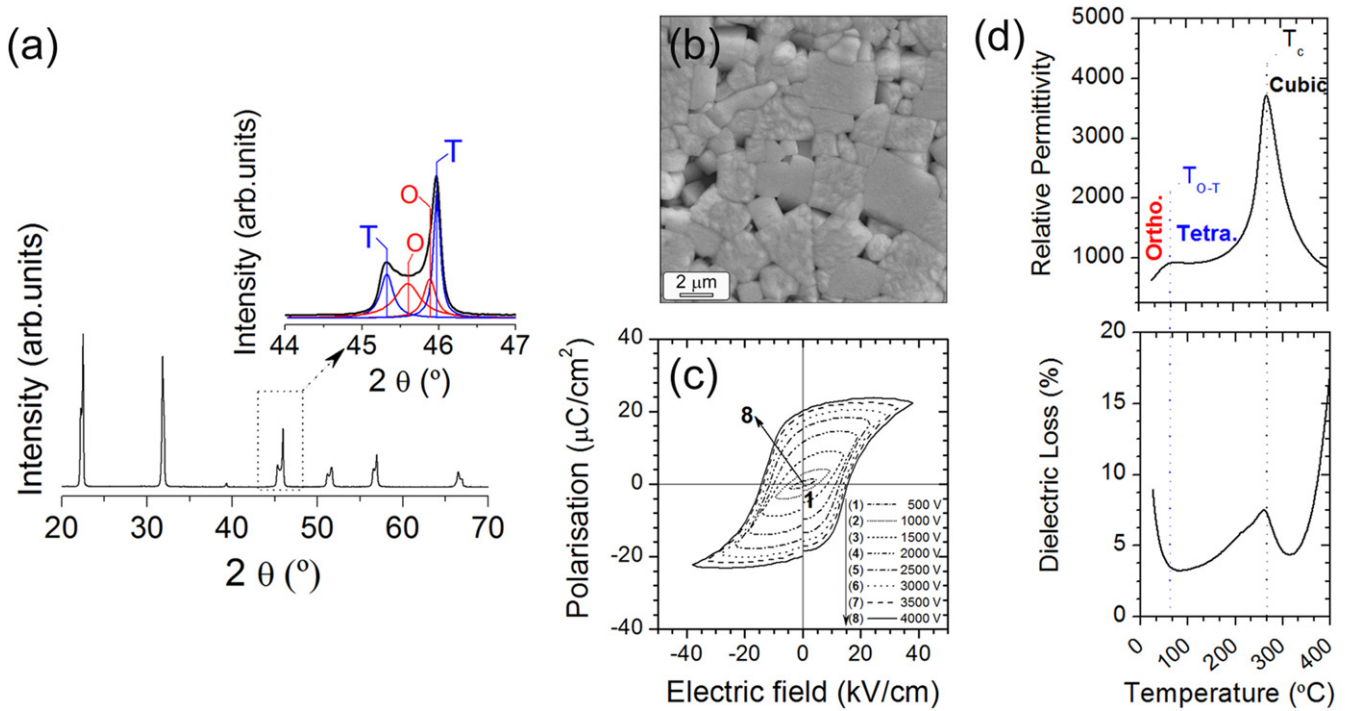 (a)
Intensity (arb.units)
20 30 40 50 60 70
2 θ (º)
Intensity (arb.units)
T
O
O
T
44 45 46 47
2 θ (º)
(b)
2 μm
(c)
Polarisation (μC/cm²)
40
20
0
-20
-40
8
1
(1) 500 V
(2) 1000 V
(3) 1500 V
(4) 2000 V
(5) 2500 V
(6) 3000 V
(7) 3500 V
(8) 4000 V
-40 -20 0 20 40
Electric field (kV/cm)
(d)
Relative Permittivity
5000
4000
3000
2000
1000
Tc
Cubic
TO-T
Ortho.
Tetra.
Dielectric Loss (%)
20
15
10
5
0
0 100 200 300 400
Temperature (ºC)